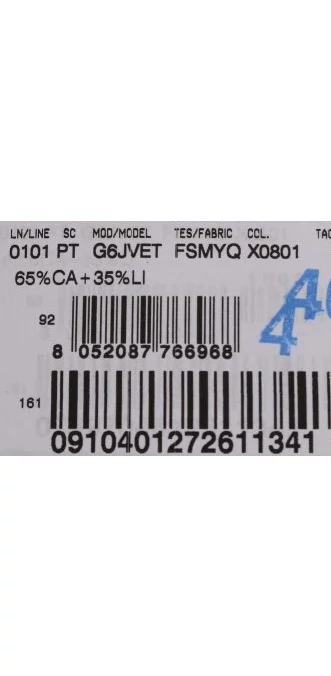 LN/LINE SC MOD/MODEL TES/FABRIC COL. TAG
0101 PT G6JVET FSMYQ X0801
65%CA+35%LI
92
8 052087 766968
161
0910401272611341